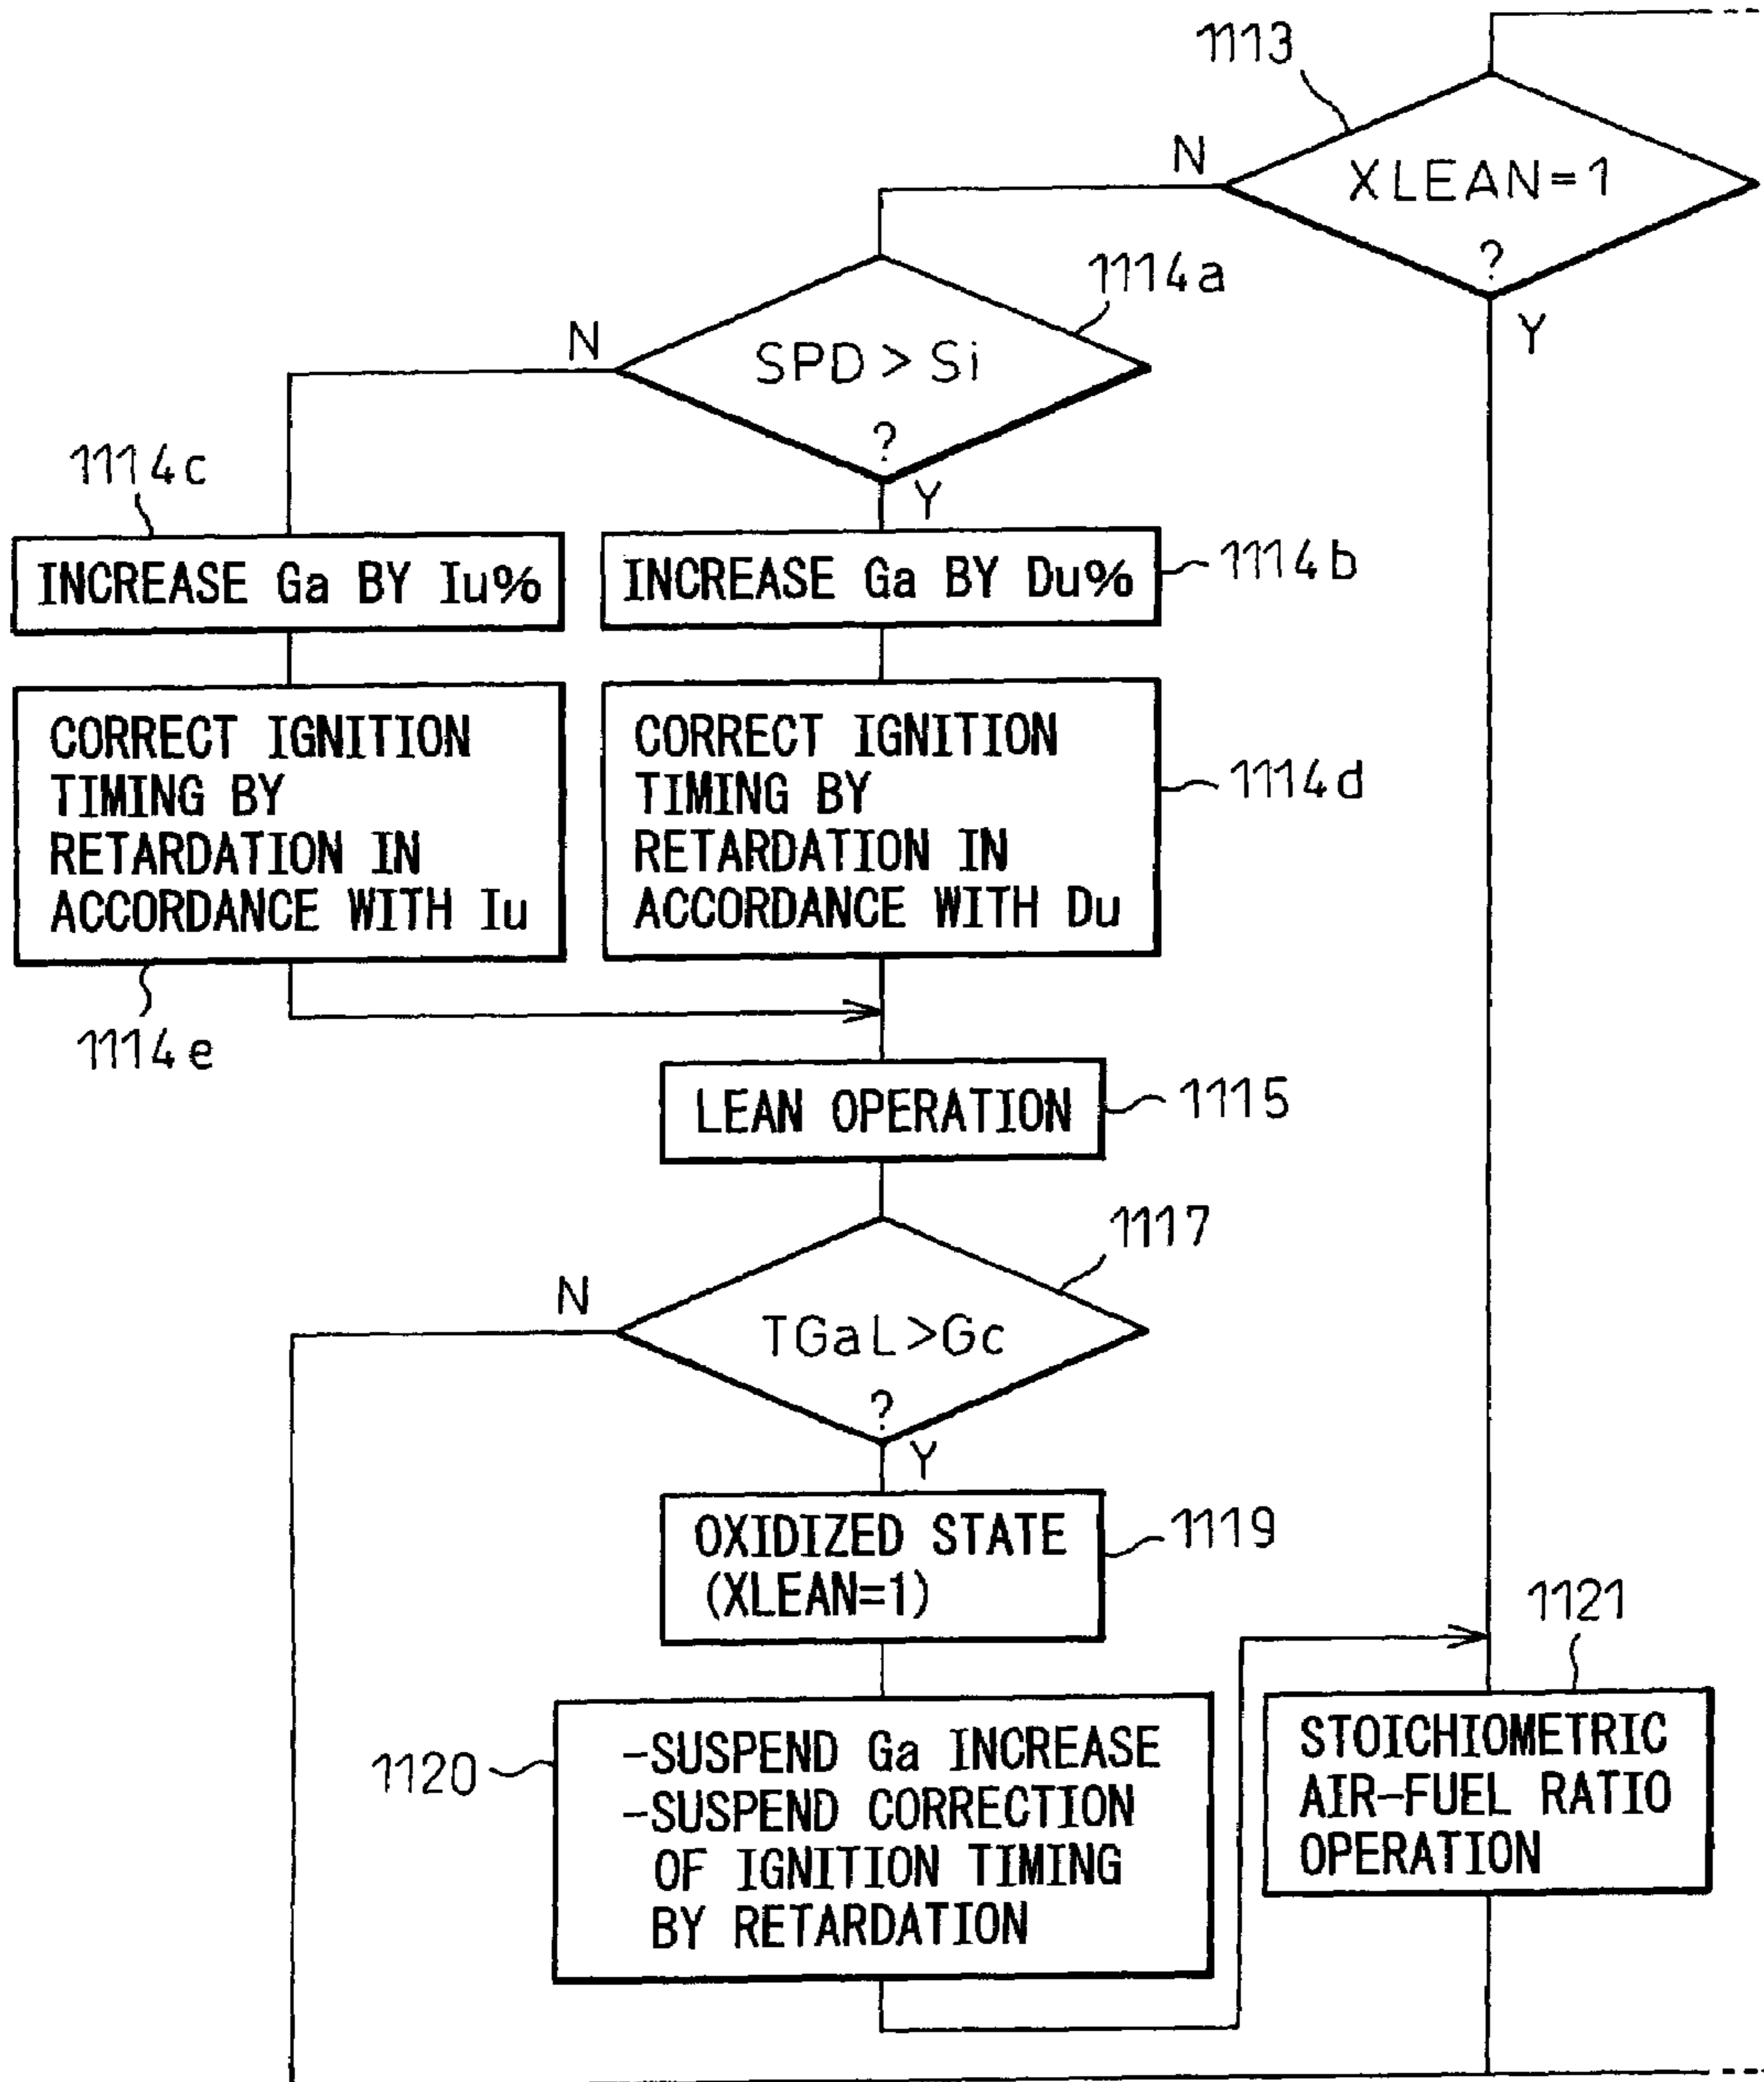 1113
N
XLEAN=1
?
Y
1114a
N
SPD > Si
?
Y
1114c
INCREASE Ga BY Iu%
INCREASE Ga BY Du%
1114b
CORRECT IGNITION
TIMING BY
RETARDATION IN
ACCORDANCE WITH Iu
1114e
CORRECT IGNITION
TIMING BY
RETARDATION IN
ACCORDANCE WITH Du
1114d
LEAN OPERATION
1115
1117
N
TGaL>Gc
?
Y
OXIDIZED STATE
(XLEAN=1)
1119
1120
-SUSPEND Ga INCREASE
-SUSPEND CORRECTION
OF IGNITION TIMING
BY RETARDATION
1121
STOICHIOMETRIC
AIR-FUEL RATIO
OPERATION